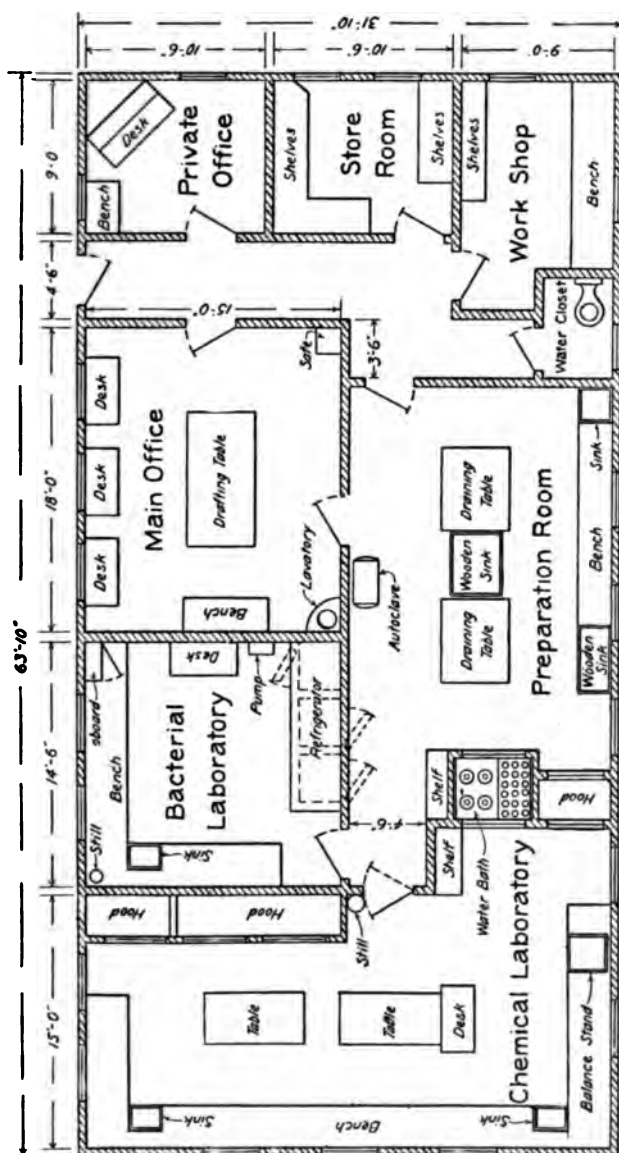 63'-10"
31'-10"
10'-6"
10'-6"
9'-0"
9'-0"
4'-6"
18'-0"
14'-6"
15'-0"
Desk
Bench
Private
Office
Shelves
Store
Room
Shelves
Shelves
Work Shop
Bench
15'-0"
3'-6"
Safe
Water Closet
Desk
Desk
Desk
Main Office
Drafting Table
Bench
Lavatory
Autoclave
Draining
Table
Wooden
Sink
Draining
Table
Preparation Room
Sink
Bench
Wooden
Sink
Desk
Pump
Refrigerator
Bench
Bacterial
Laboratory
Still
Sink
Shelf
Hood
Shelf
Water Bath
Hood
Hood
Still
Table
Table
Desk
Chemical Laboratory
Balance Stand
Sink
Bench
Sink